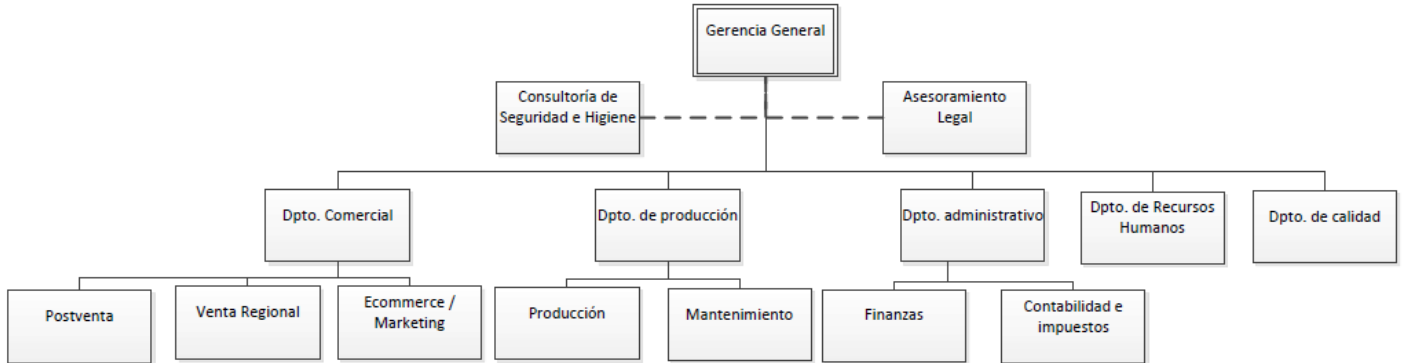 Gerencia General
Consultoría de
Seguridad e Higiene
Asesoramiento
Legal
Dpto. Comercial
Dpto. de producción
Dpto. administrativo
Dpto. de Recursos
Humanos
Dpto. de calidad
Postventa
Venta Regional
Ecommerce /
Marketing
Producción
Mantenimiento
Finanzas
Contabilidad e
impuestos